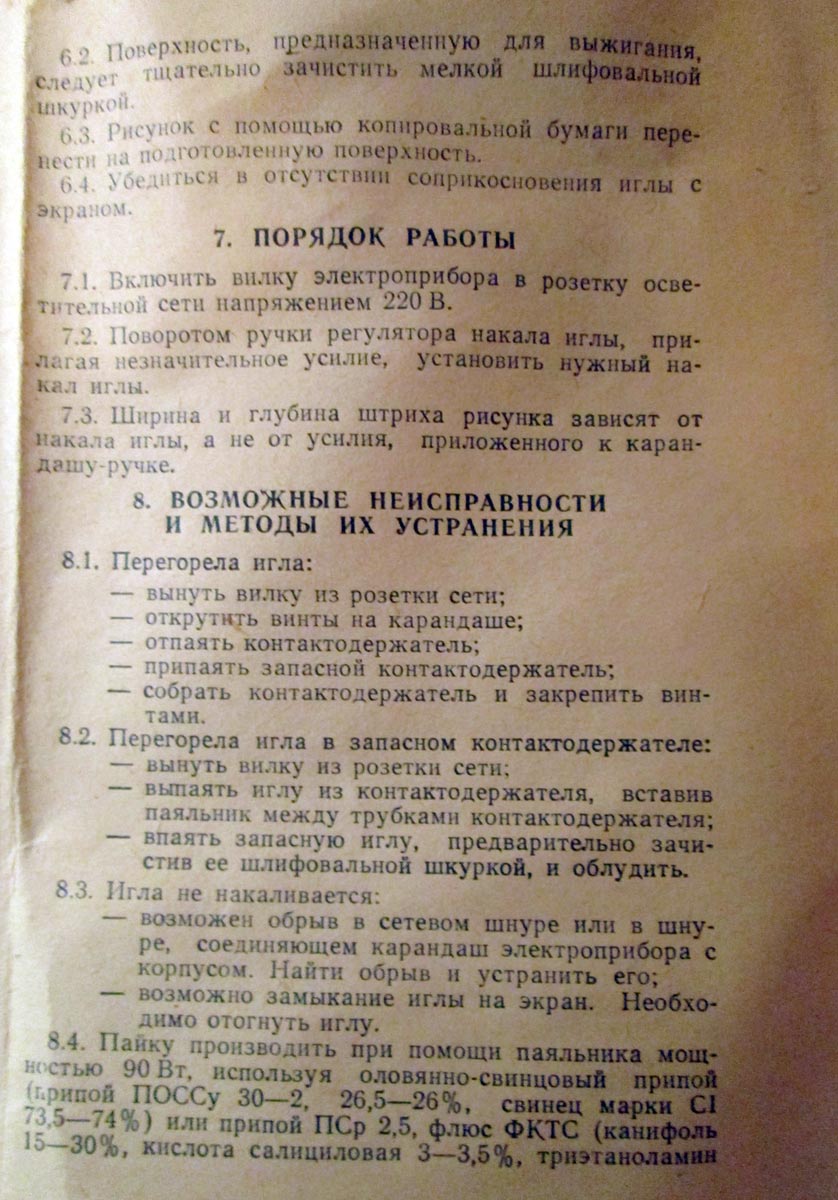 6.2. Поверхность, предназначенную для выжигания,
следует тщательно зачистить мелкой шлифовальной
шкуркой.
6.3. Рисунок с помощью копировальной бумаги пере-
нести на подготовленную поверхность.
6.4. Убедиться в отсутствии соприкосновения иглы с
экраном.
7. ПОРЯДОК РАБОТЫ
7.1. Включить вилку электроприбора в розетку осве-
тительной сети напряжением 220 В.
7.2. Поворотом ручки регулятора накала иглы, при-
лагая незначительное усилие, установить нужный на-
кал иглы.
7.3. Ширина и глубина штриха рисунка зависят от
накала иглы, а не от усилия, приложенного к каран-
дашу-ручке.
8. ВОЗМОЖНЫЕ НЕИСПРАВНОСТИ
И МЕТОДЫ ИХ УСТРАНЕНИЯ
8.1. Перегорела игла:
— вынуть вилку из розетки сети;
— открутить винты на карандаше;
— отпаять контактодержатель;
— припаять запасной контактодержатель;
— собрать контактодержатель и закрепить вин-
тами.
8.2. Перегорела игла в запасном контактодержателе:
— вынуть вилку из розетки сети;
— выпаять иглу из контактодержателя, вставив
паяльник между трубками контактодержателя;
— впаять запасную иглу, предварительно зачи-
стив ее шлифовальной шкуркой, и облудить.
8.3. Игла не накаливается:
— возможен обрыв в сетевом шнуре или в шну-
ре, соединяющем карандаш электроприбора с
корпусом. Найти обрыв и устранить его;
— возможно замыкание иглы на экран. Необхо-
димо отогнуть иглу.
8.4. Пайку производить при помощи паяльника мощ-
ностью 90 Вт, используя оловянно-свинцовый припой
(припой ПОССу 30—2, 26,5—26%, свинец марки С1
73,5—74%) или припой ПСр 2,5, флюс ФКТС (канифоль
15—30%, кислота салициловая 3—3,5%, триэтаноламин